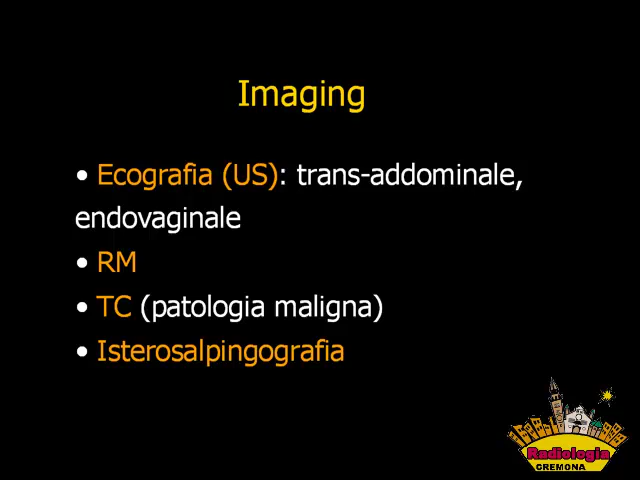 Imaging
• Ecografia (US): trans-addominale,
endovaginale
• RM
• TC (patologia maligna)
• Isterosalpingografia
Radiologia
CREMONA